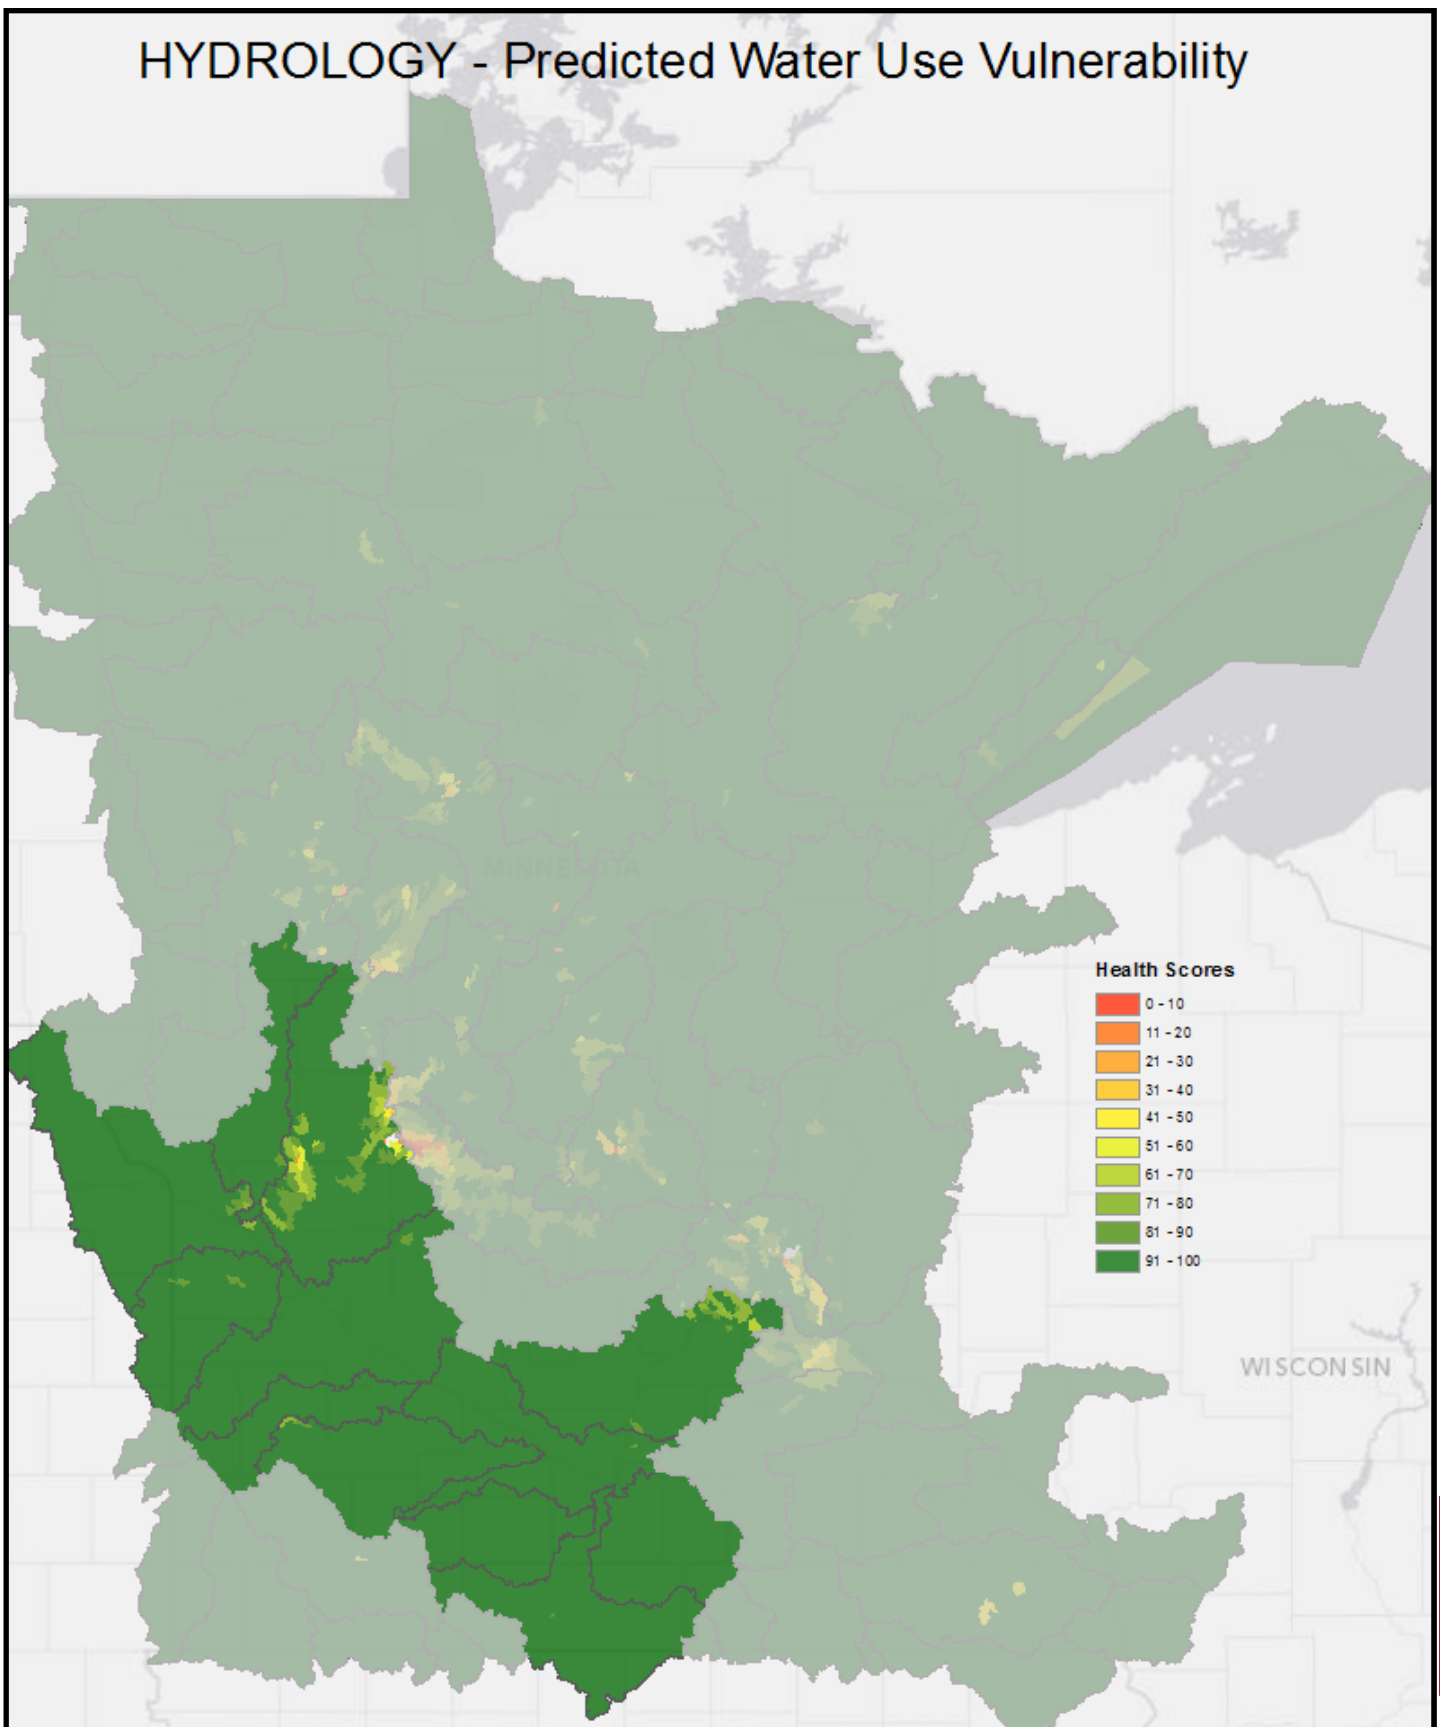 HYDROLOGY - Predicted Water Use Vulnerability
MINNESOTA
Health Scores
0 - 10
11 - 20
21 - 30
31 - 40
41 - 50
51 - 60
61 - 70
71 - 80
81 - 90
91 - 100
WISCONSIN